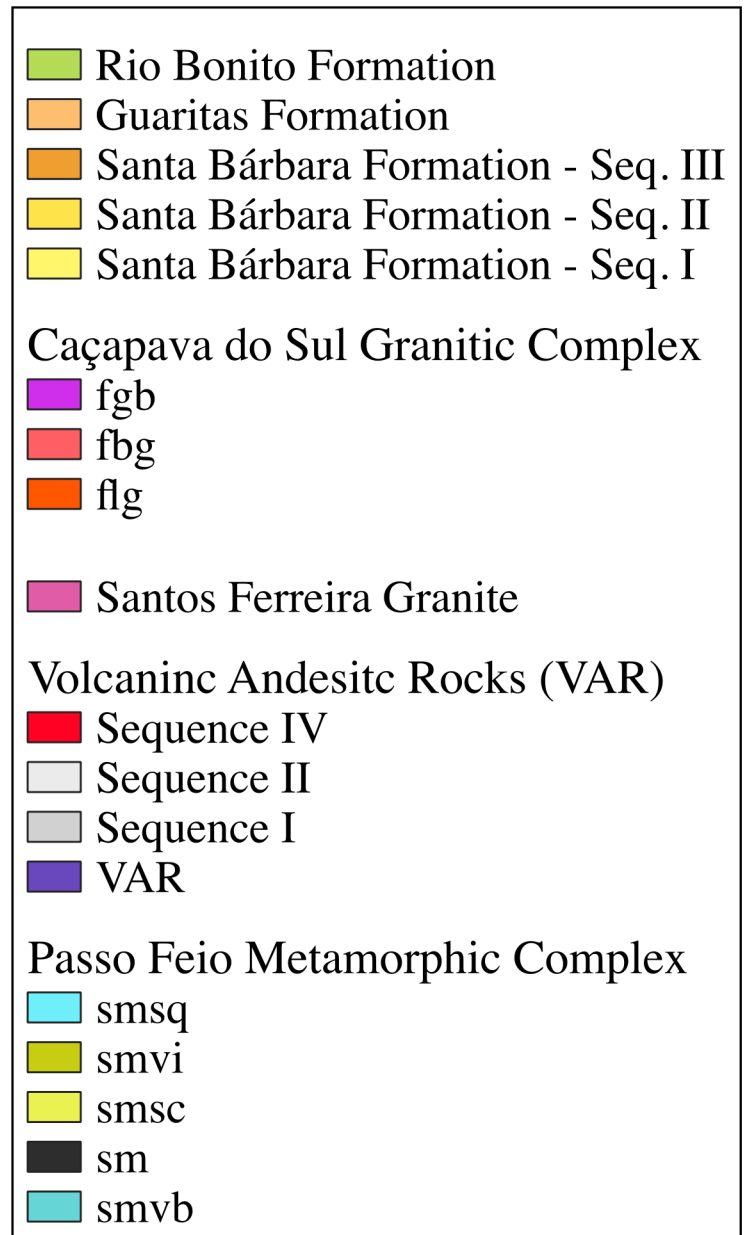 Rio Bonito Formation
Guaritas Formation
Santa Bárbara Formation - Seq. III
Santa Bárbara Formation - Seq. II
Santa Bárbara Formation - Seq. I
Caçapava do Sul Granitic Complex
fgb
fbg
flg
Santos Ferreira Granite
Volcaninc Andesitc Rocks (VAR)
Sequence IV
Sequence II
Sequence I
VAR
Passo Feio Metamorphic Complex
smsq
smvi
smsc
sm
smvb